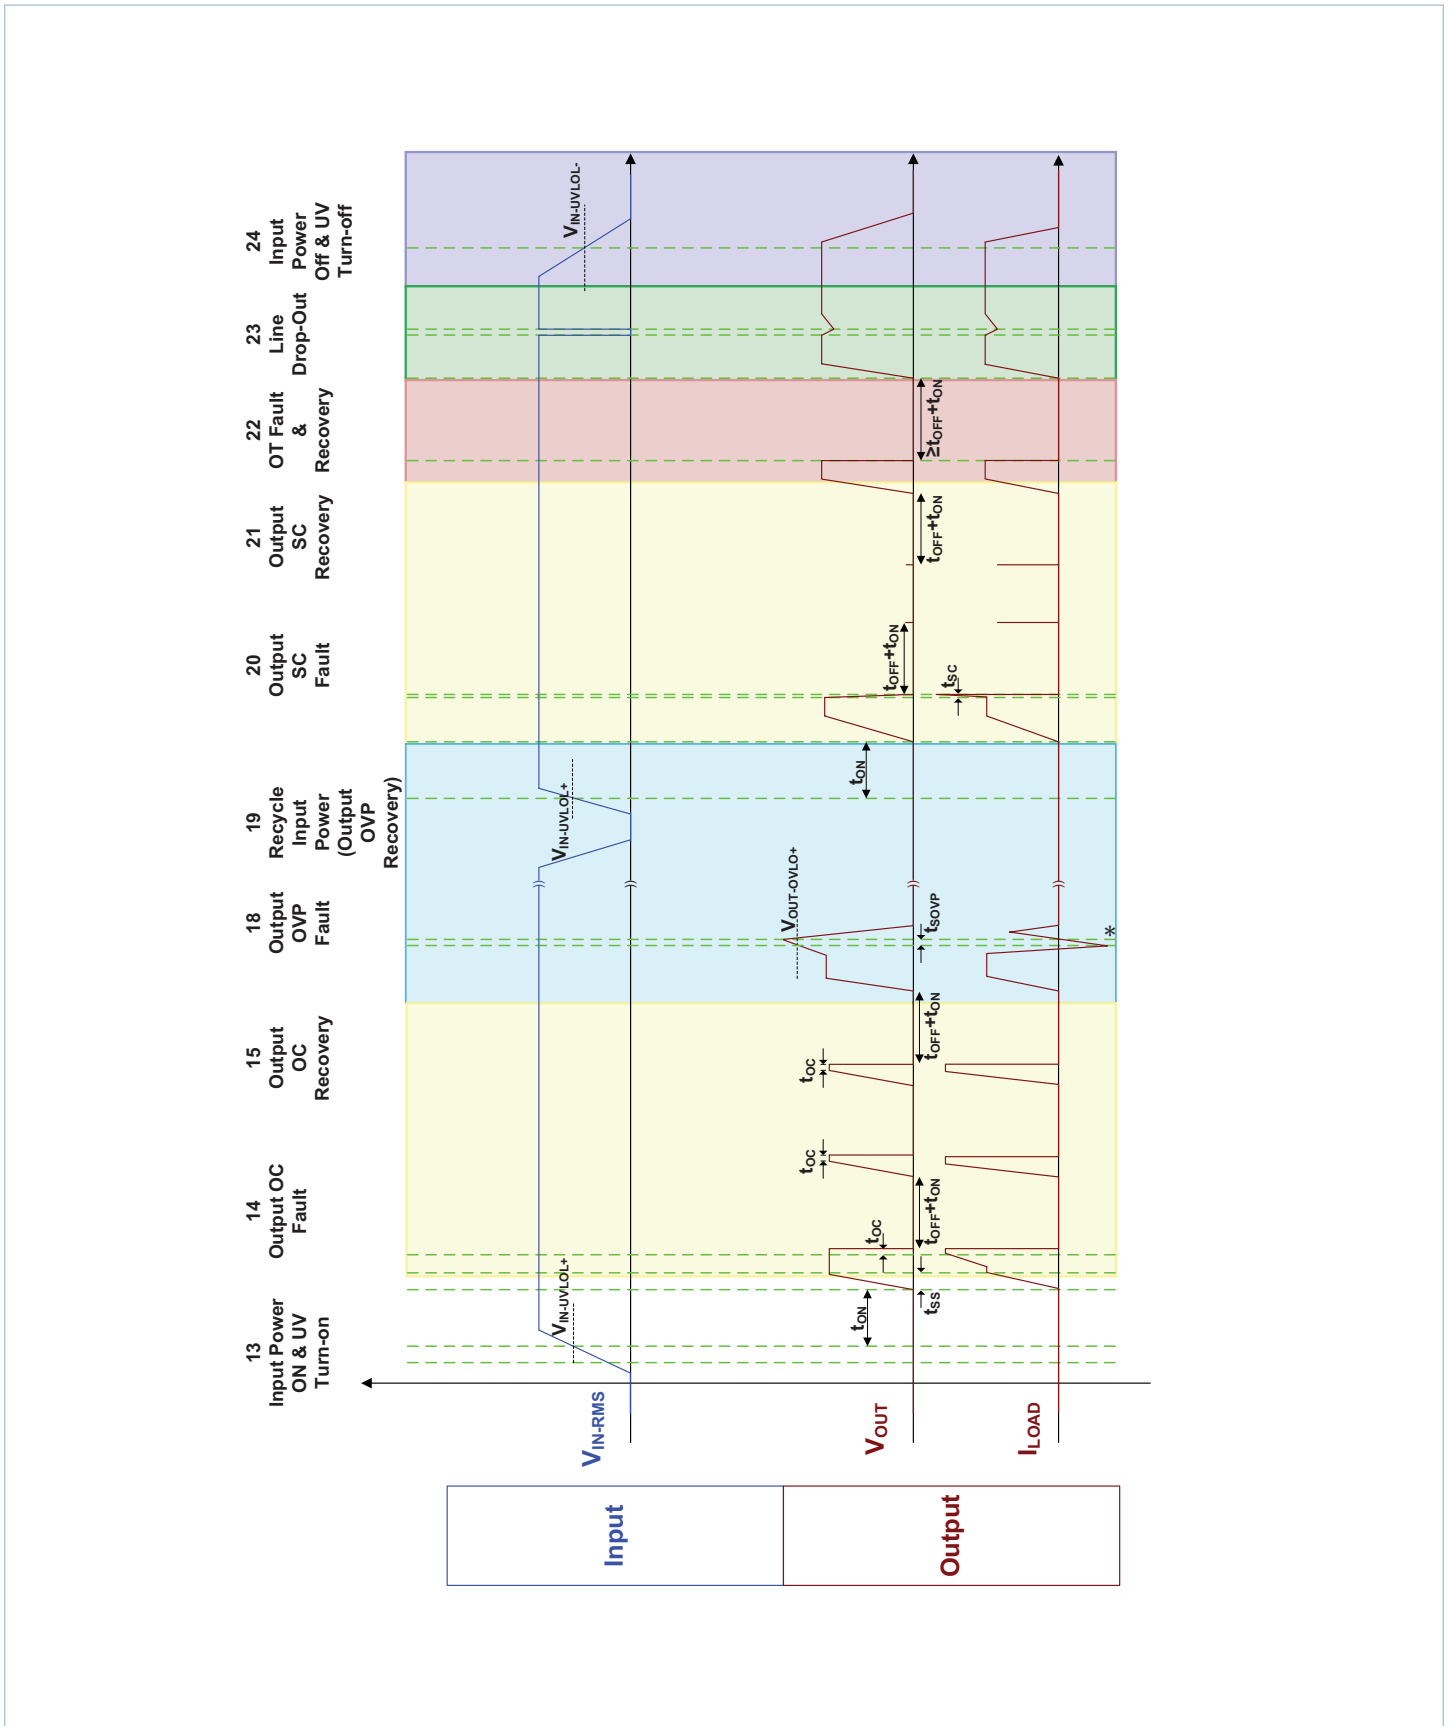 13
Input Power
ON & UV
Turn-on
14
Output OC
Fault
15
Output
OC
Recovery
18
Output
OVP
Fault
19
Recycle
Input
Power
(Output
OVP
Recovery)
20
Output
SC
Fault
21
Output
SC
Recovery
22
OT Fault
&
Recovery
23
Line
Drop-Out
24
Input
Power
Off & UV
Turn-off
Input
VIN-RMS
VIN-UVLOL+
VIN-UVLOL+
VIN-UVLOL-
Output
VOUT
tON
tSS
tOC
tOFF+tON
tOC
tOC
tOFF+tON
VOUT-OVLO+
tSOVP
tON
tOFF+tON
tOFF+tON
≥tOFF+tON
ILOAD
*
tSC